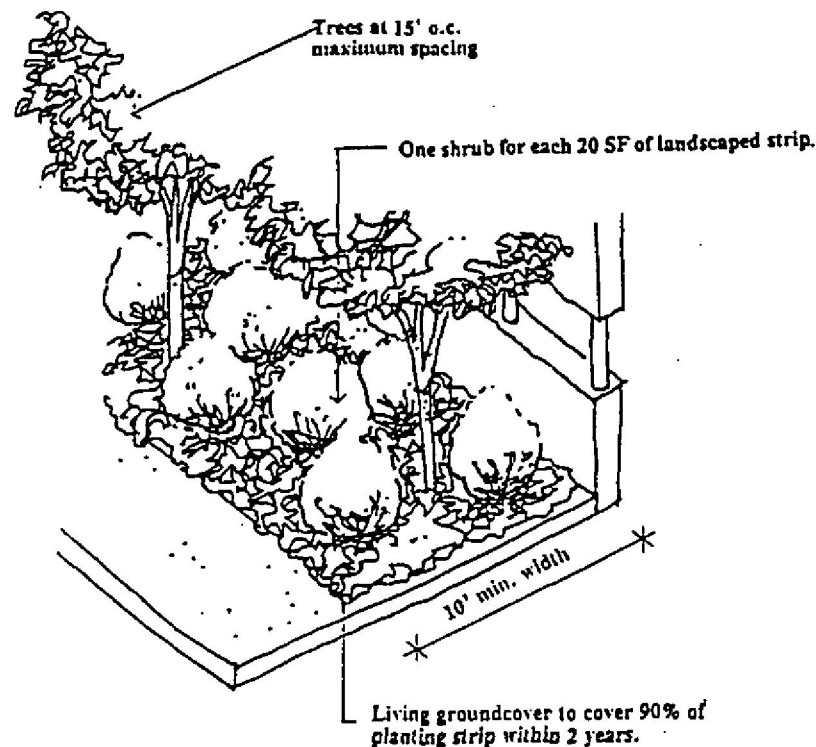 Trees at 15' o.c.
maximum spacing
One shrub for each 20 SF of landscaped strip.
10' min. width
Living groundcover to cover 90% of
planting strip within 2 years.